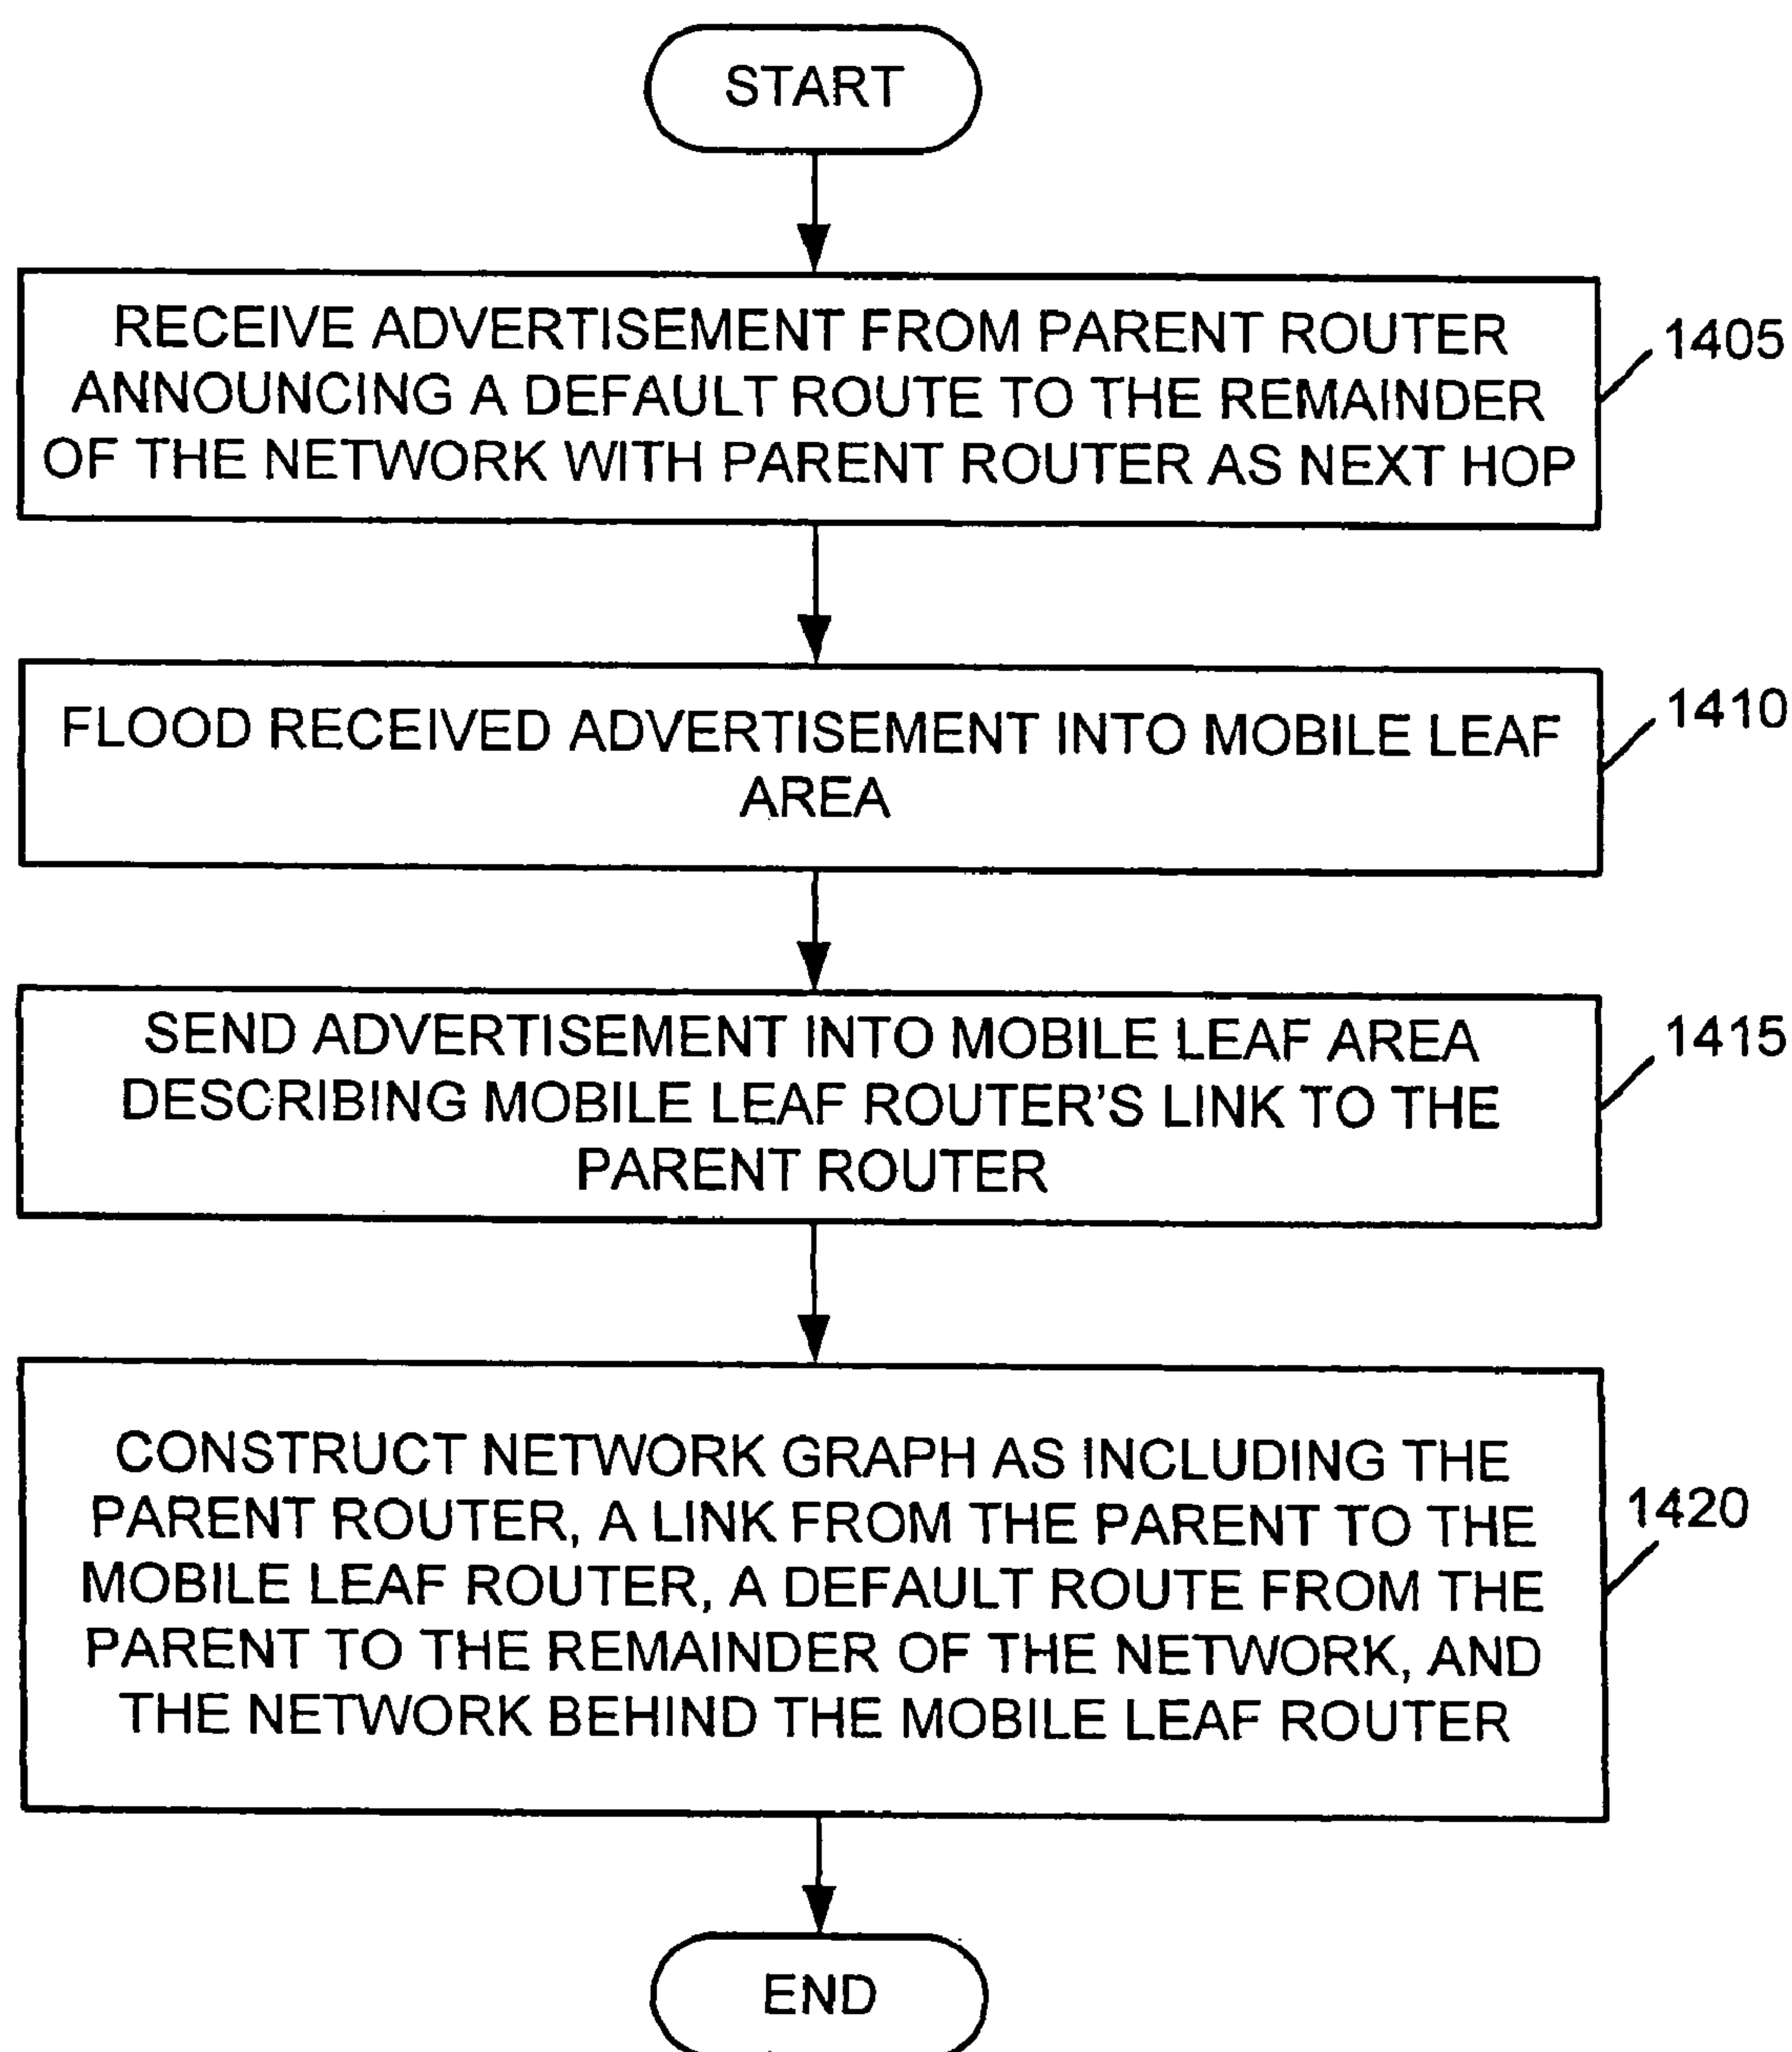 START
RECEIVE ADVERTISEMENT FROM PARENT ROUTER
ANNOUNCING A DEFAULT ROUTE TO THE REMAINDER
OF THE NETWORK WITH PARENT ROUTER AS NEXT HOP
1405
FLOOD RECEIVED ADVERTISEMENT INTO MOBILE LEAF
AREA
1410
SEND ADVERTISEMENT INTO MOBILE LEAF AREA
DESCRIBING MOBILE LEAF ROUTER'S LINK TO THE
PARENT ROUTER
1415
CONSTRUCT NETWORK GRAPH AS INCLUDING THE
PARENT ROUTER, A LINK FROM THE PARENT TO THE
MOBILE LEAF ROUTER, A DEFAULT ROUTE FROM THE
PARENT TO THE REMAINDER OF THE NETWORK, AND
THE NETWORK BEHIND THE MOBILE LEAF ROUTER
1420
END